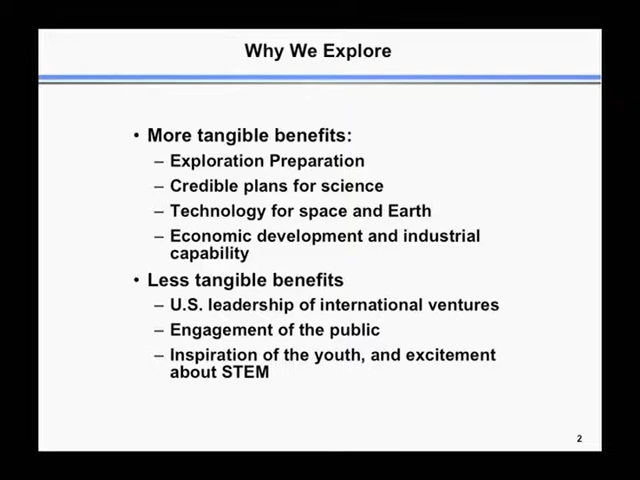 Why We Explore
• More tangible benefits:
– Exploration Preparation
– Credible plans for science
– Technology for space and Earth
– Economic development and industrial
capability
• Less tangible benefits
– U.S. leadership of international ventures
– Engagement of the public
– Inspiration of the youth, and excitement
about STEM
2